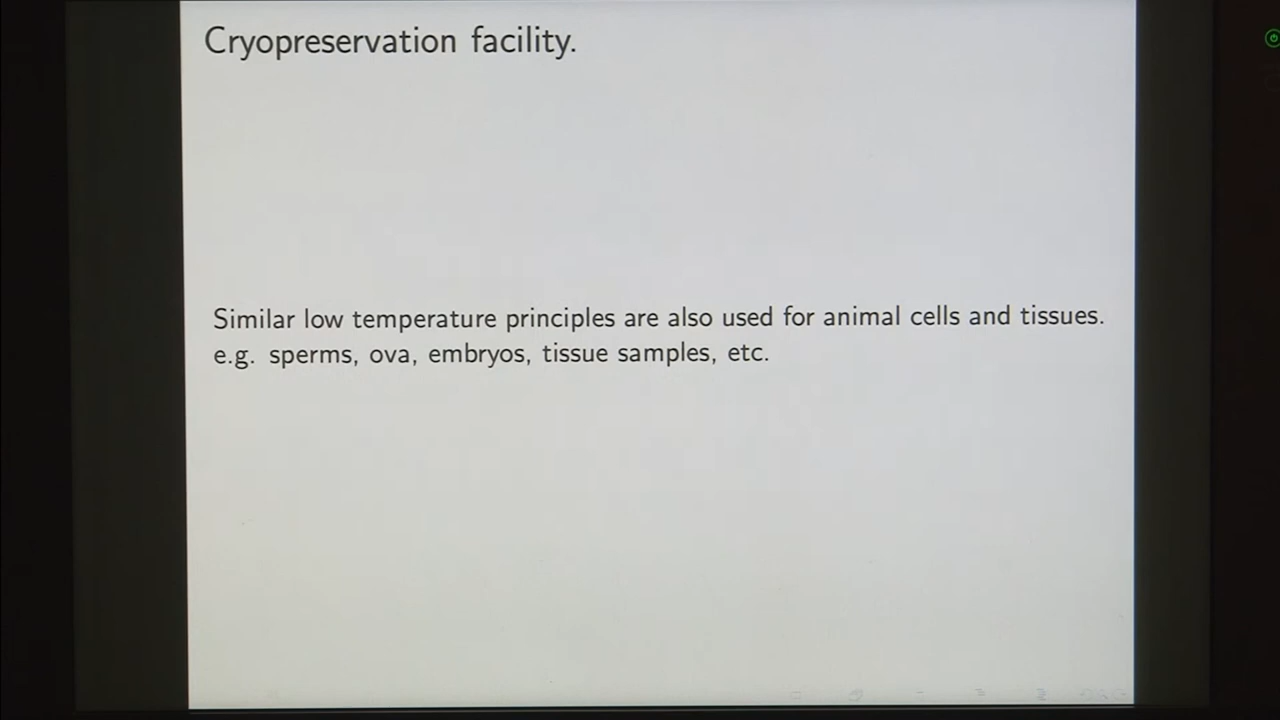 Cryopreservation facility.
Similar low temperature principles are also used for animal cells and tissues.
e.g. sperms, ova, embryos, tissue samples, etc.